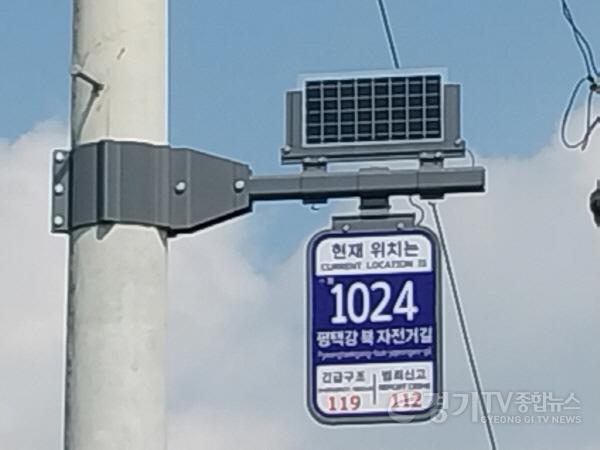 현재 위치는
CURRENT LOCATION IS
1024
평택강 북 자전거길
긴급구조 범죄신고
REPORT CRIME
119 112
경기TV종합뉴스
GYEONG GI TV NEWS